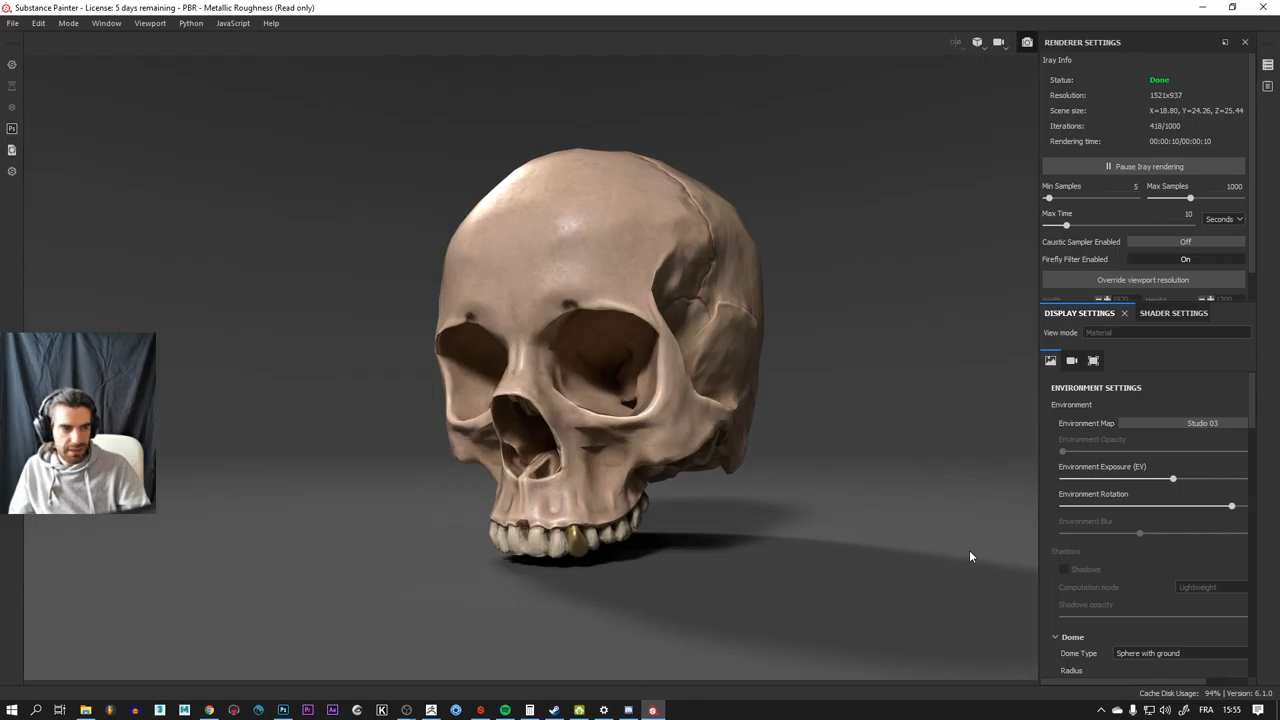 Substance Painter - License: 5 days remaining - PBR - Metallic Roughness (Read only)
File Edit Mode Window Viewport Python JavaScript Help
RENDERER SETTINGS
Iray Info
Status: Done
Resolution: 1521x937
Scene size: X=18.80, Y=24.26, Z=25.44
Iterations: 418/1000
Rendering time: 00:00:10/00:00:10
Pause Iray rendering
Min Samples 5 Max Samples 1000
Max Time 10 Seconds
Caustic Sampler Enabled Off
Firefly Filter Enabled On
Override viewport resolution
DISPLAY SETTINGS SHADER SETTINGS
View mode Material
ENVIRONMENT SETTINGS
Environment
Environment Map Studio 03
Environment Opacity
Environment Exposure (EV)
Environment Rotation
Environment Blur
Shadows
Shadows
Computation mode Lightweight
Shadows opacity
Dome
Dome Type Sphere with ground
Radius
Cache Disk Usage: 94% | Version: 6.1.0
FRA 15:55